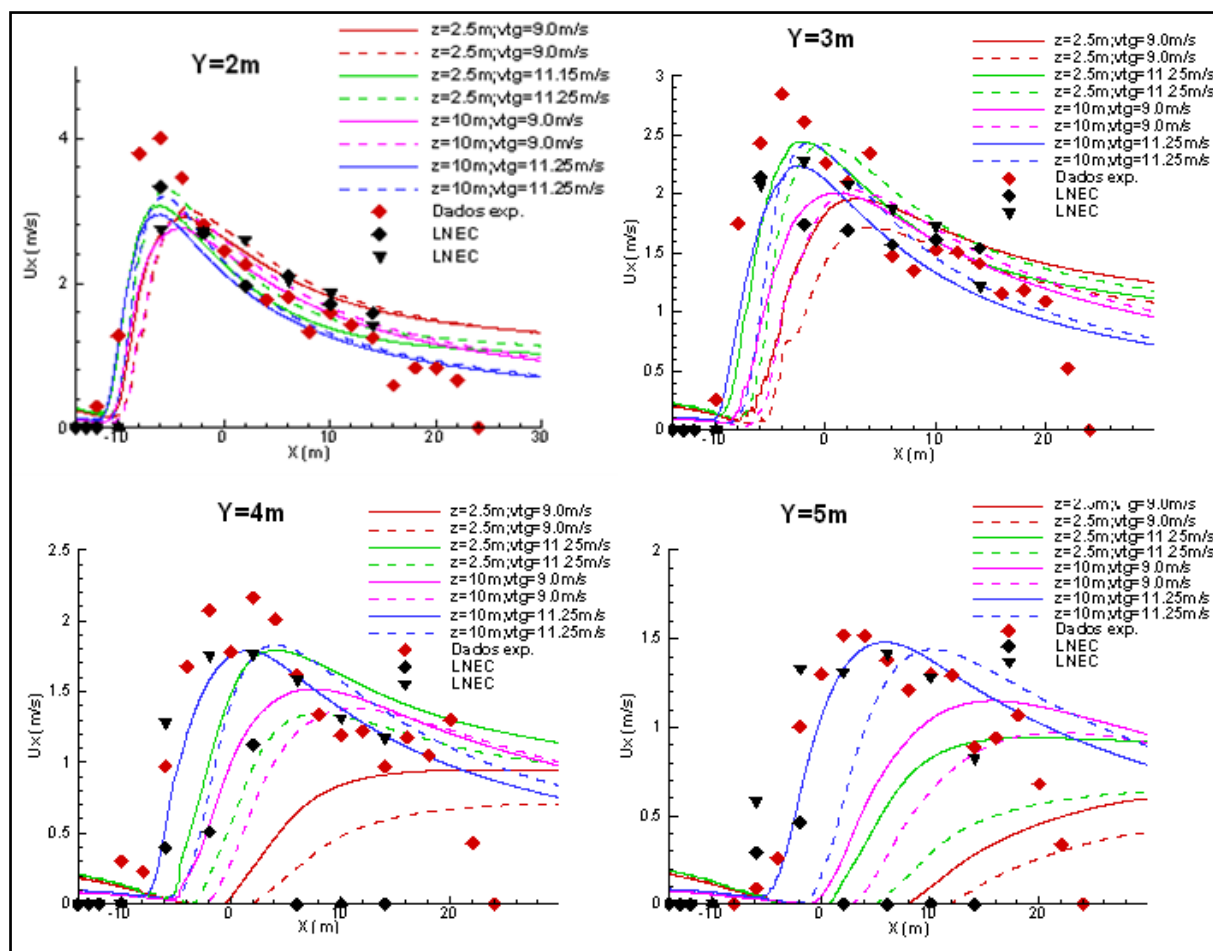 Y=2m
z=2.5m;vtg=9.0m/s
z=2.5m;vtg=9.0m/s
z=2.5m;vtg=11.15m/s
z=2.5m;vtg=11.25m/s
z=10m;vtg=9.0m/s
z=10m;vtg=9.0m/s
z=10m;vtg=11.25m/s
z=10m;vtg=11.25m/s
Dados exp.
LNEC
LNEC
4
2
0
Ux (m/s)
-10
0
10
20
30
X (m)
Y=3m
z=2.5m;vtg=9.0m/s
z=2.5m;vtg=9.0m/s
z=2.5m;vtg=11.25m/s
z=2.5m;vtg=11.25m/s
z=10m;vtg=9.0m/s
z=10m;vtg=9.0m/s
z=10m;vtg=11.25m/s
z=10m;vtg=11.25m/s
Dados exp.
LNEC
LNEC
3
2.5
2
1.5
1
0.5
0
Ux (m/s)
-10
0
10
20
X (m)
Y=4m
z=2.5m;vtg=9.0m/s
z=2.5m;vtg=9.0m/s
z=2.5m;vtg=11.25m/s
z=2.5m;vtg=11.25m/s
z=10m;vtg=9.0m/s
z=10m;vtg=9.0m/s
z=10m;vtg=11.25m/s
z=10m;vtg=11.25m/s
Dados exp.
LNEC
LNEC
2.5
2
1.5
1
0.5
0
Ux (m/s)
-10
0
10
20
X (m)
Y=5m
z=2.5m;vtg=9.0m/s
z=2.5m;vtg=9.0m/s
z=2.5m;vtg=11.25m/s
z=2.5m;vtg=11.25m/s
z=10m;vtg=9.0m/s
z=10m;vtg=9.0m/s
z=10m;vtg=11.25m/s
z=10m;vtg=11.25m/s
Dados exp.
LNEC
LNEC
2
1.5
1
0.5
0
Ux (m/s)
-10
0
10
20
X (m)